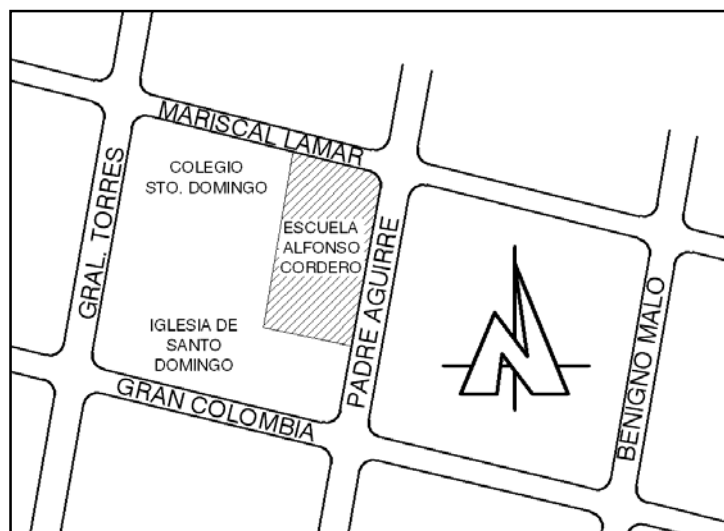 MARISCAL LAMAR
COLEGIO
STO. DOMINGO
GRAL. TORRES
ESCUELA
ALFONSO
CORDERO
PADRE AGUIRRE
IGLESIA DE
SANTO
DOMINGO
GRAN COLOMBIA
BENIGNO MALO
N